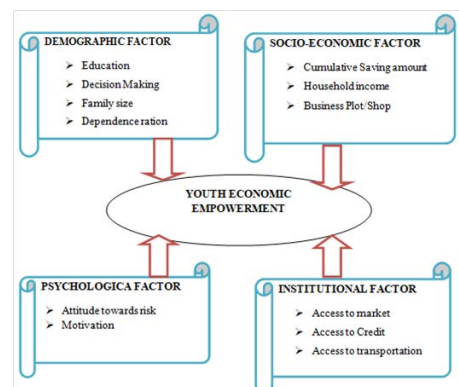 DEMOGRAPHIC FACTOR
➢ Education
➢ Decision Making
➢ Family size
➢ Dependence ration
SOCIO-ECONOMIC FACTOR
➢ Cumulative Saving amount
➢ Household income
➢ Business Plot/Shop
YOUTH ECONOMIC
EMPOWERMENT
PSYCHOLOGICA FACTOR
➢ Attitude towards risk
➢ Motivation
INSTITUTIONAL FACTOR
➢ Access to market
➢ Access to Credit
➢ Access to transportation